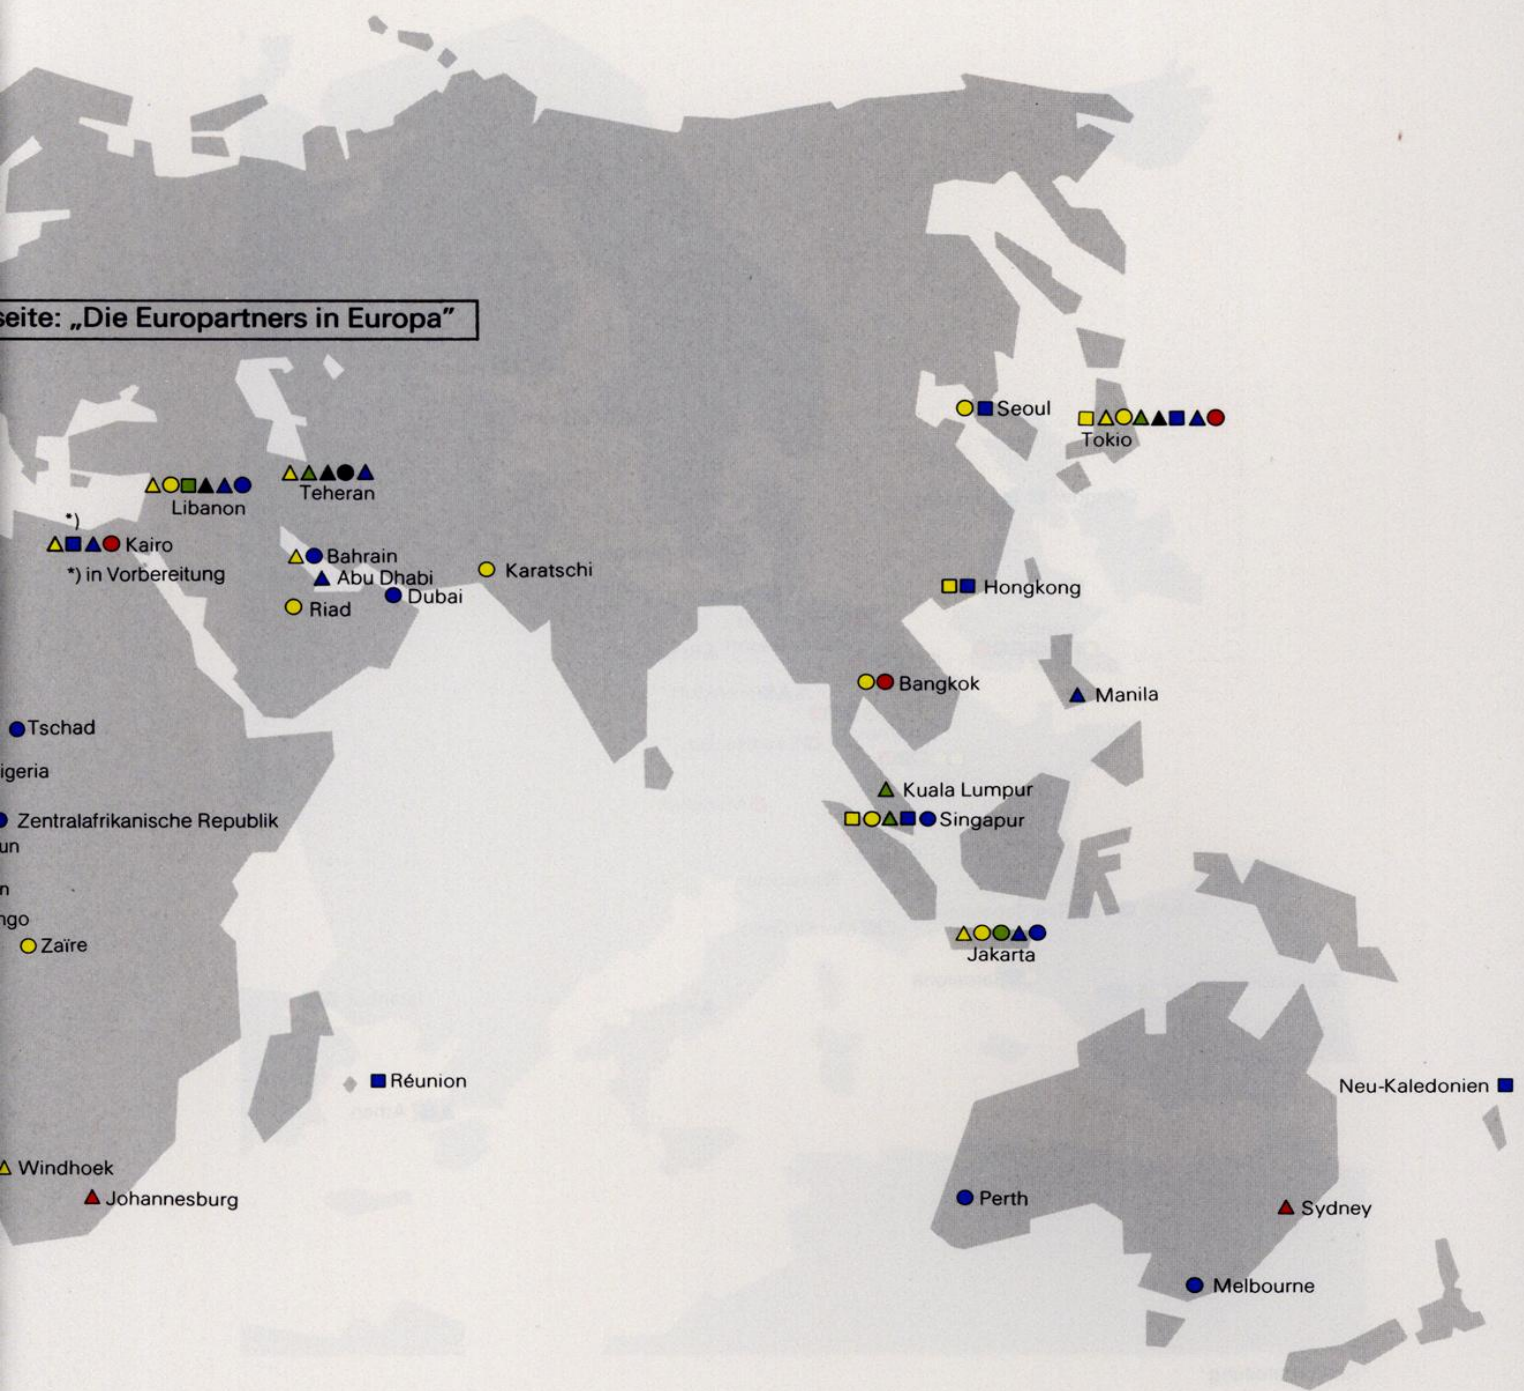 seite: „Die Europartners in Europa”
Seoul
Tokio
Teheran
Libanon
*)
Kairo
*) in Vorbereitung
Bahrain
Abu Dhabi
Dubai
Riad
Karatschi
Hongkong
Bangkok
Manila
Tschad
igeria
Kuala Lumpur
Zentralafrikanische Republik
Singapur
un
n
ngo
Zaïre
Jakarta
Réunion
Neu-Kaledonien
Windhoek
Johannesburg
Perth
Sydney
Melbourne